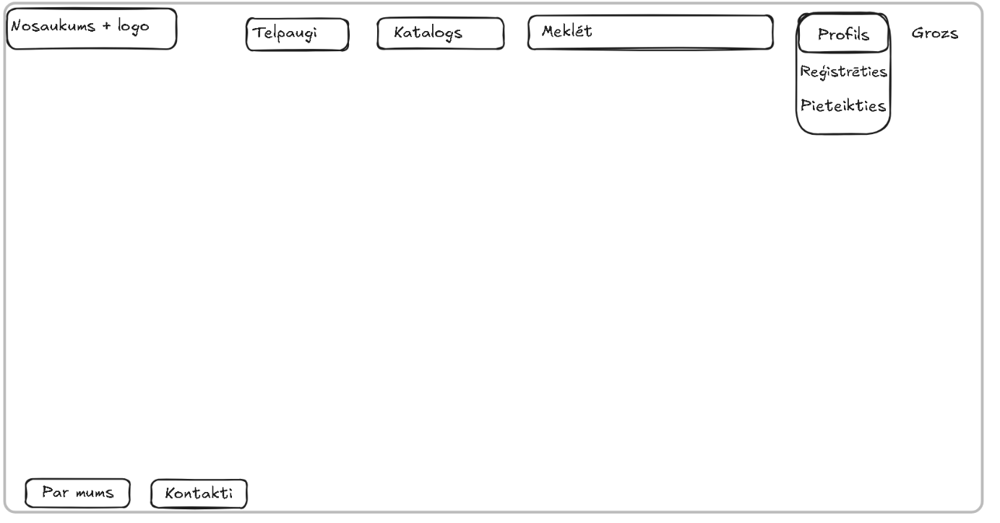 Nosaukums + logo
Telpaugi
Katalogs
Meklēt
Profils
Grozs
Reģistrēties
Pieteikties
Par mums
Kontakti